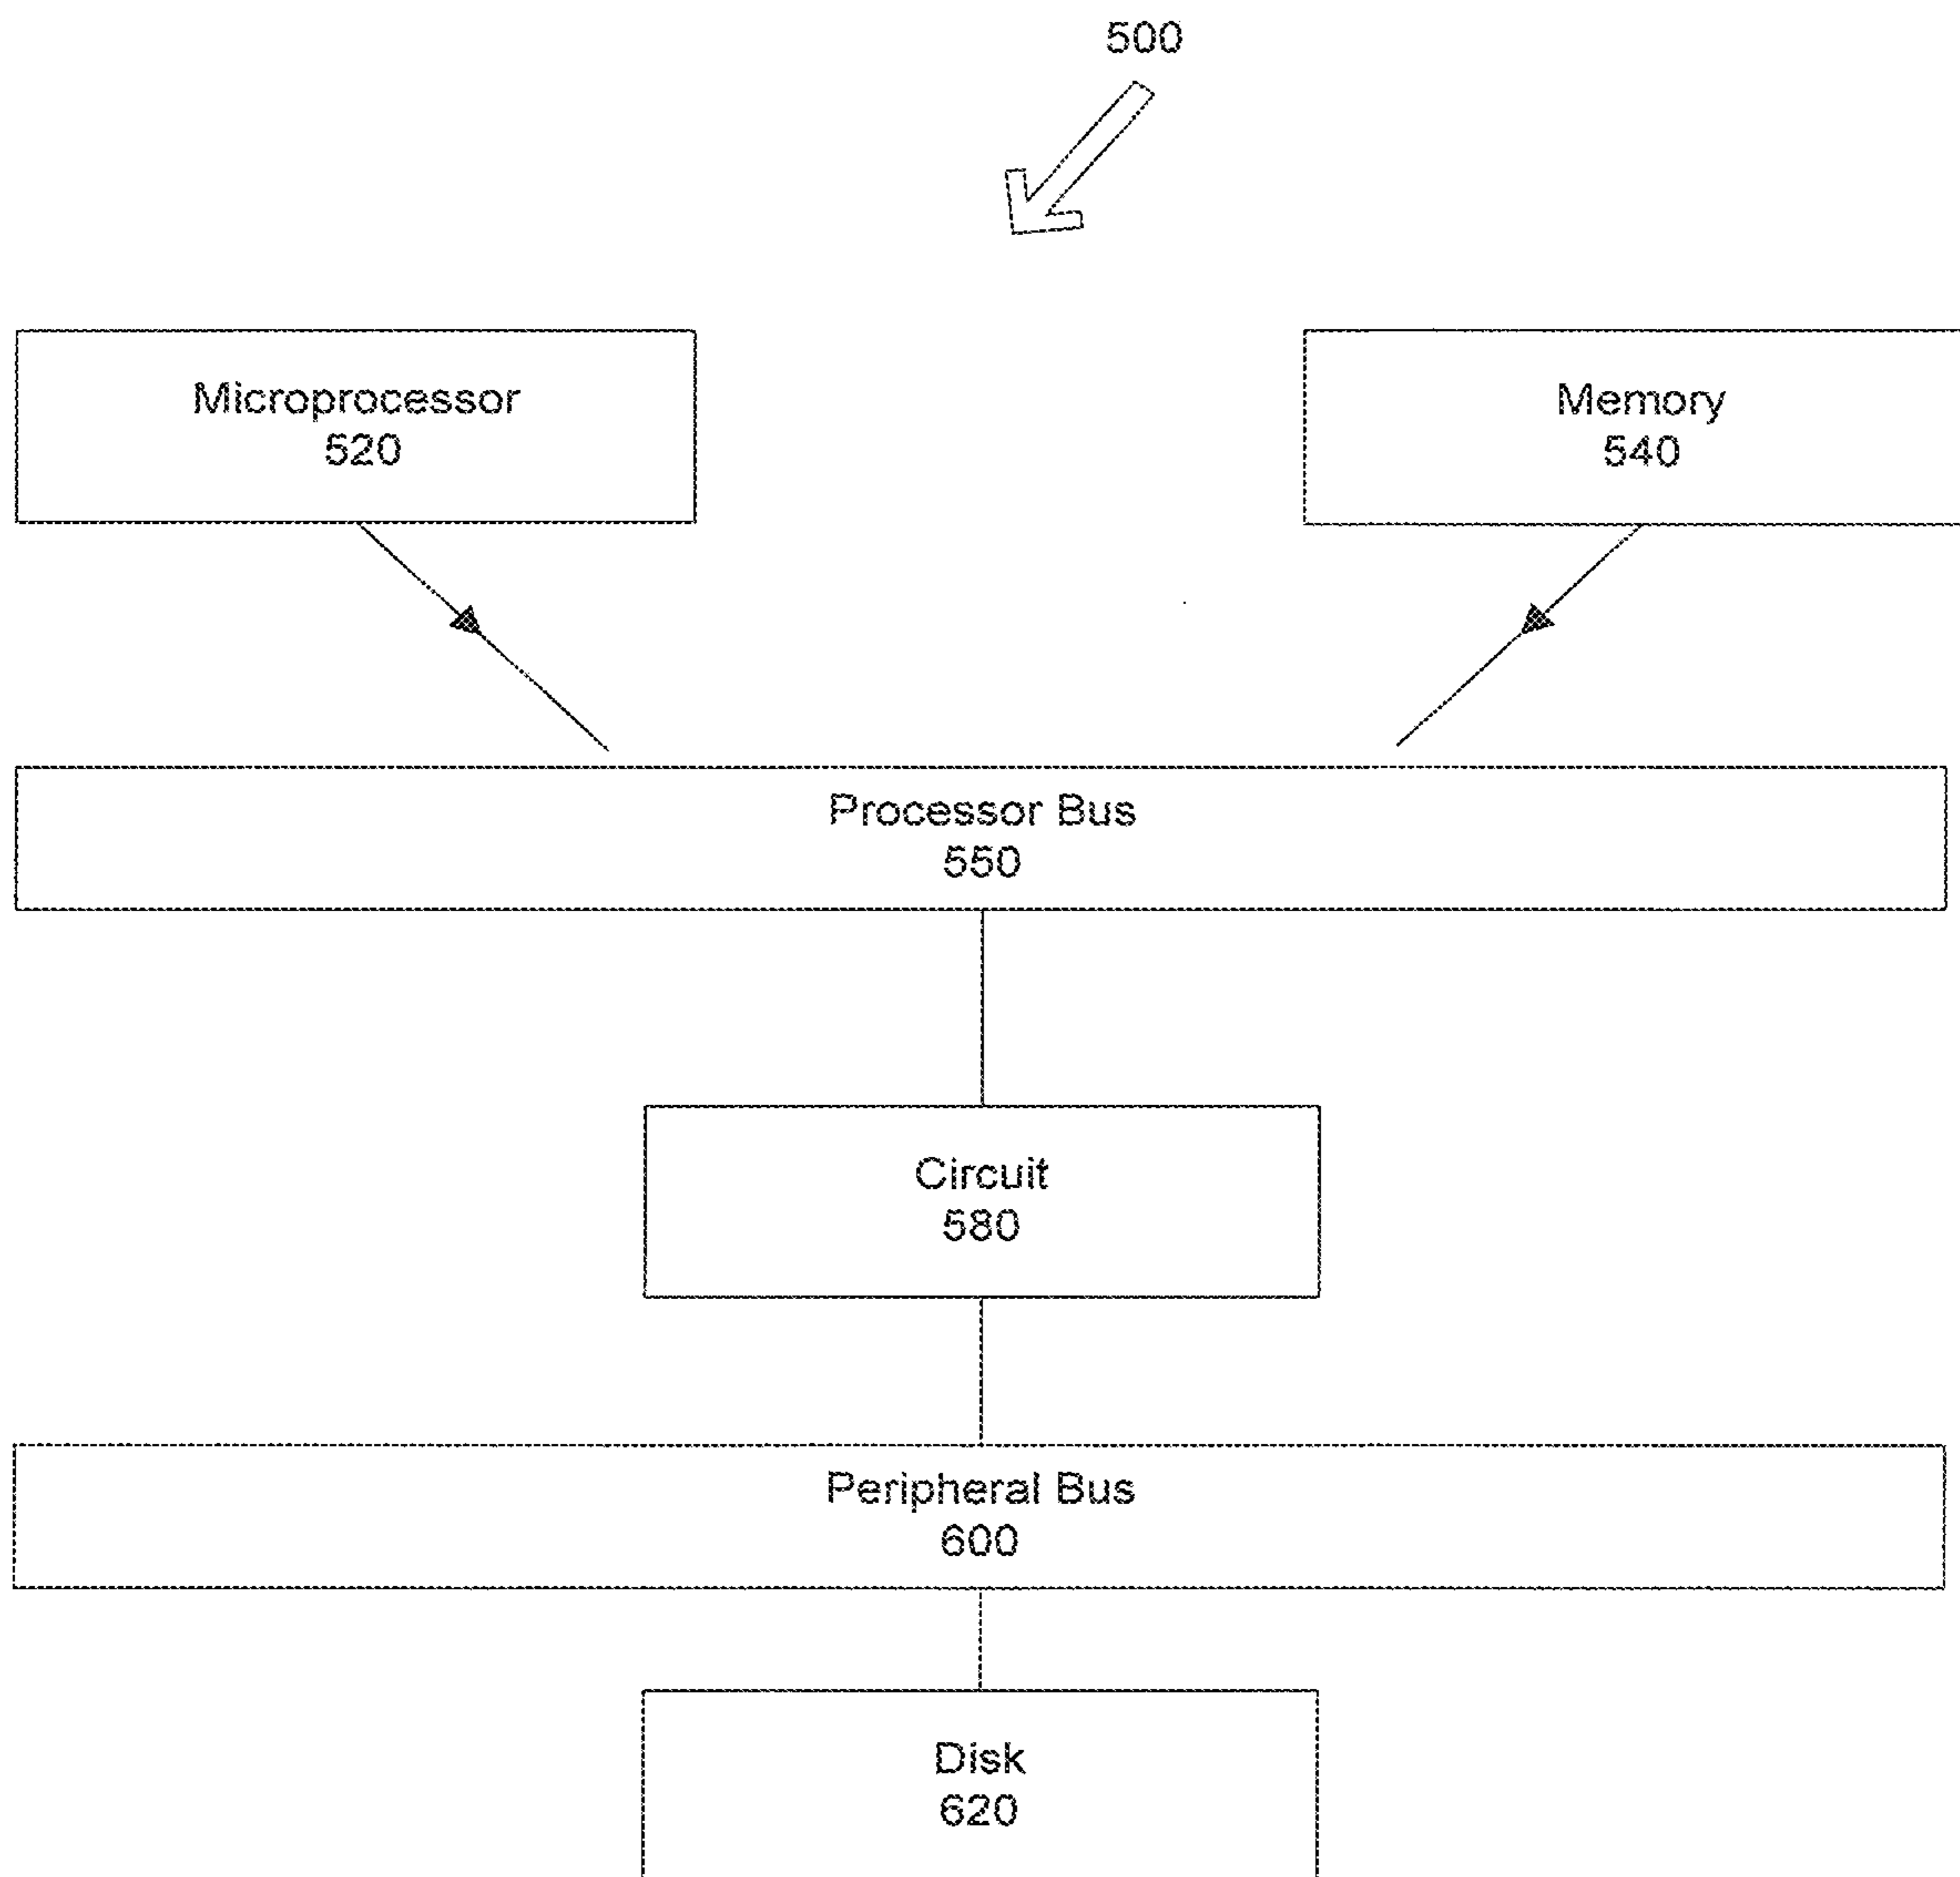 500
Microprocessor
520
Memory
540
Processor Bus
550
Circuit
580
Peripheral Bus
600
Disk
620